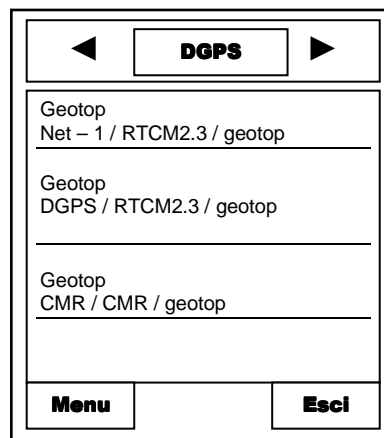 DGPS
Geotop
Net – 1 / RTCM2.3 / geotop
Geotop
DGPS / RTCM2.3 / geotop
Geotop
CMR / CMR / geotop
Menu
Esci